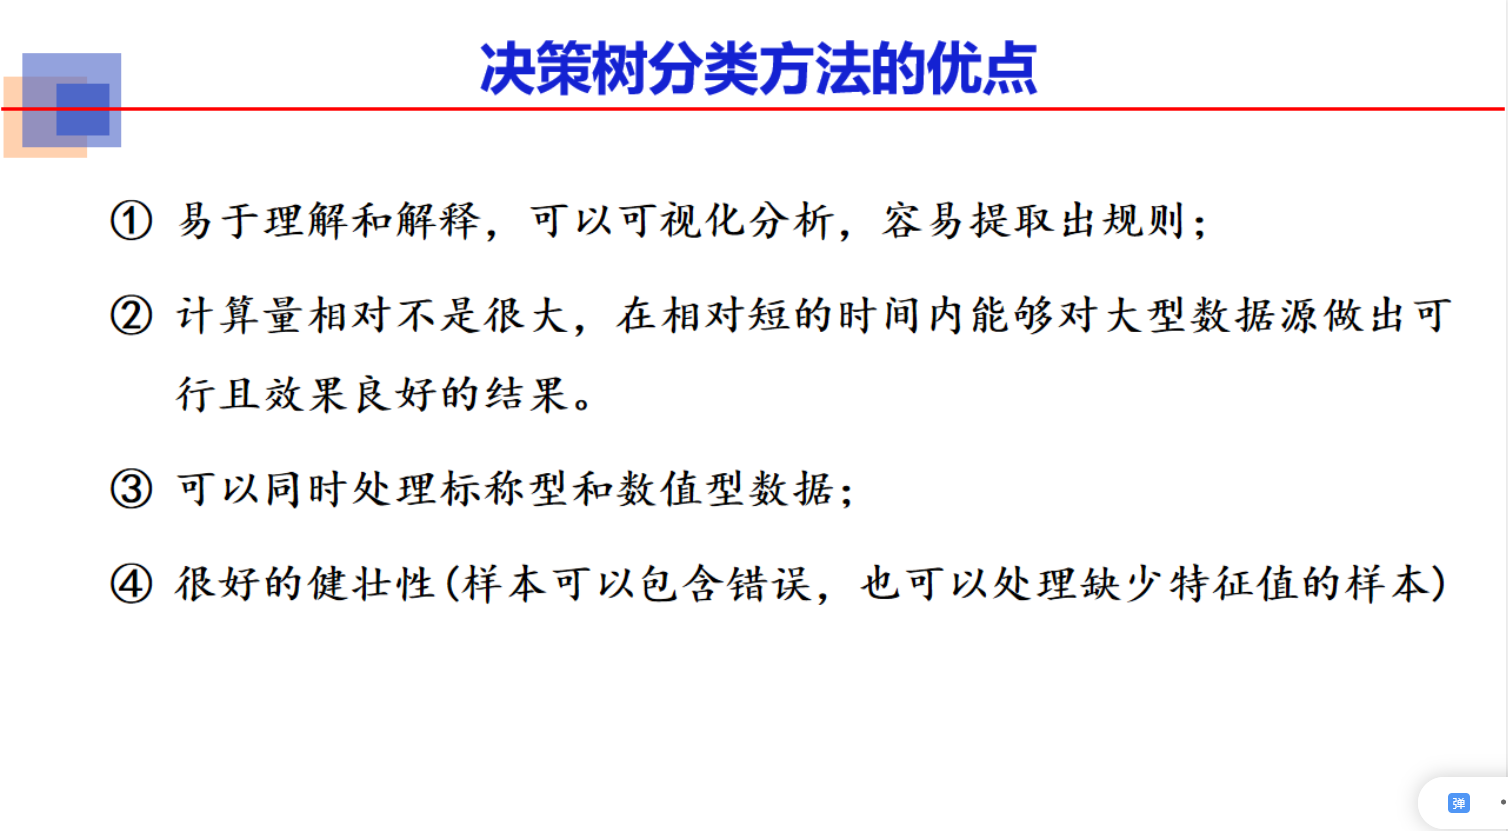 决策树分类方法的优点
① 易于理解和解释，可以可视化分析，容易提取出规则；
② 计算量相对不是很大，在相对短的时间内能够对大型数据源做出可
行且效果良好的结果。
③ 可以同时处理标称型和数值型数据；
④ 很好的健壮性(样本可以包含错误，也可以处理缺少特征值的样本)
弹